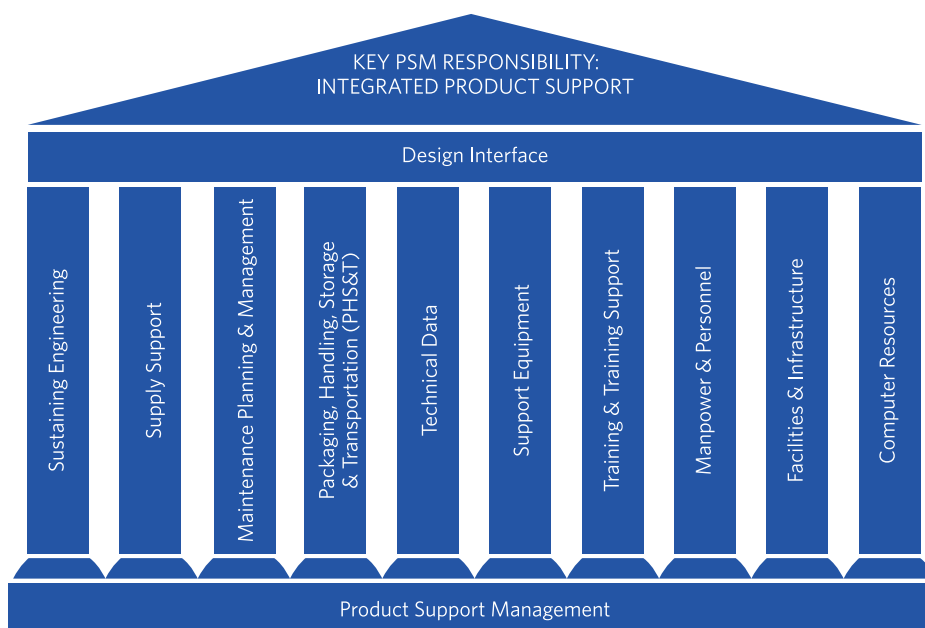 KEY PSM RESPONSIBILITY:
INTEGRATED PRODUCT SUPPORT
Design Interface
Sustaining Engineering
Supply Support
Maintenance Planning & Management
Packaging, Handling, Storage
& Transportation (PHS&T)
Technical Data
Support Equipment
Training & Training Support
Manpower & Personnel
Facilities & Infrastructure
Computer Resources
Product Support Management